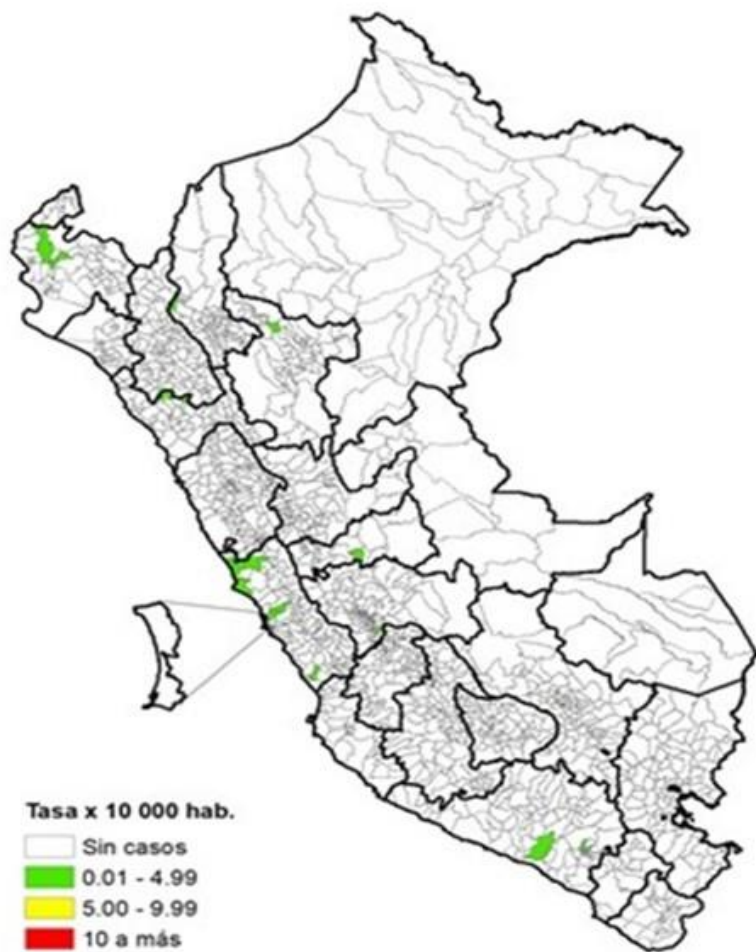 Tasa x 10 000 hab.
Sin casos
0.01 - 4.99
5.00 - 9.99
10 a más